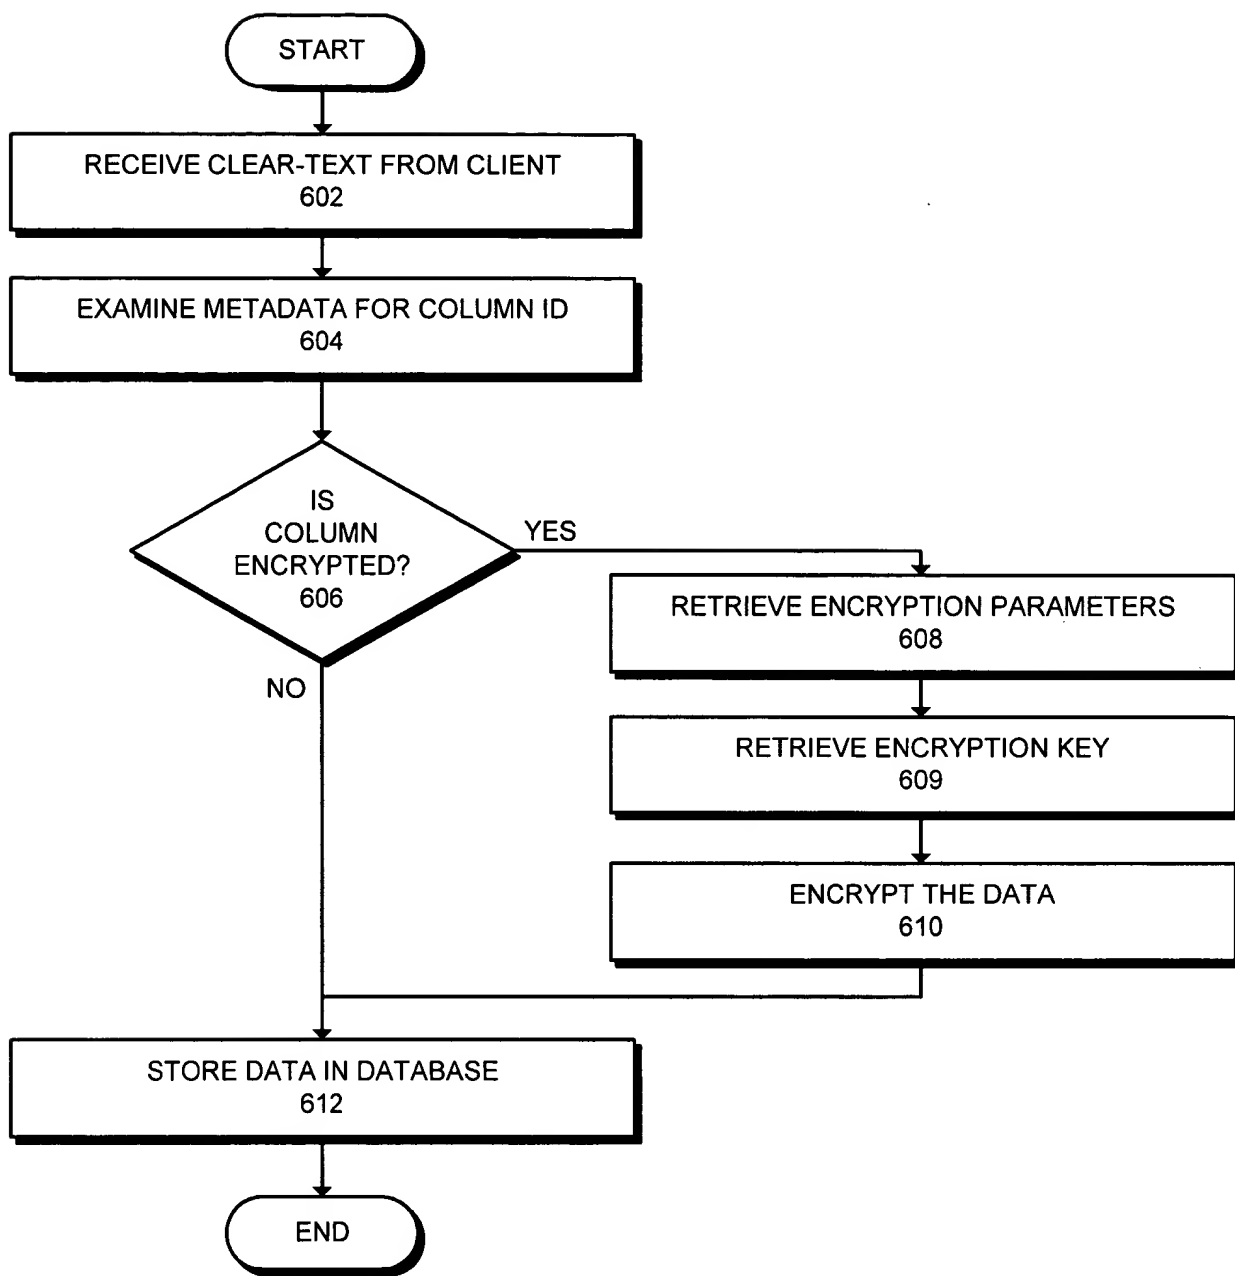 START
RECEIVE CLEAR-TEXT FROM CLIENT
602
EXAMINE METADATA FOR COLUMN ID
604
IS
COLUMN
ENCRYPTED?
606
YES
NO
RETRIEVE ENCRYPTION PARAMETERS
608
RETRIEVE ENCRYPTION KEY
609
ENCRYPT THE DATA
610
STORE DATA IN DATABASE
612
END